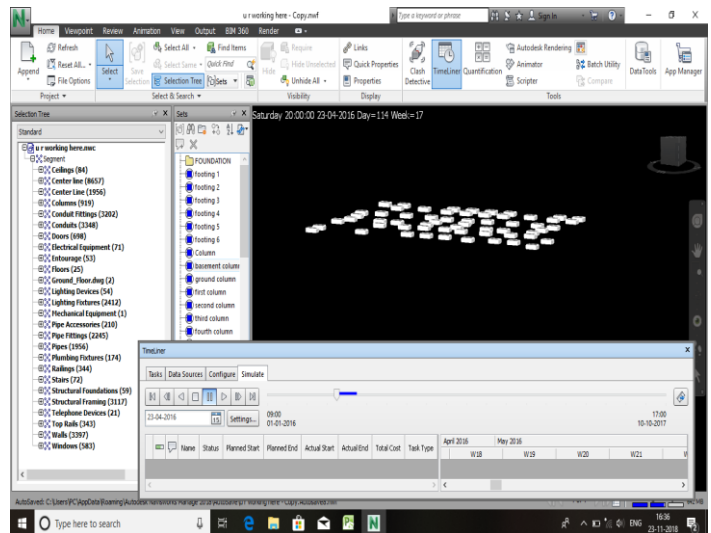 u r working here - Copy.nwf
Type a keyword or phrase
Sign In
Home Viewpoint Review Animation View Output BIM 360 Render
Append
Refresh
Reset All...
File Options
Project
Select
Save Selection
Select All
Select Same
Selection Tree
Find Items
Quick Find
Sets
Select & Search
Hide
Require
Hide Unselected
Unhide All
Visibility
Links
Quick Properties
Properties
Display
Clash Detective
TimeLiner
Quantification
Autodesk Rendering
Animator
Scripter
Batch Utility
Compare
Tools
DataTools
App Manager
Selection Tree
Standard
u r working here.nwc
Segment
Ceilings (84)
Center line (8657)
Center Line (1956)
Columns (919)
Conduit Fittings (3202)
Conduits (3348)
Doors (698)
Electrical Equipment (71)
Entourage (53)
Floors (25)
Ground_Floor.dwg (2)
Lighting Devices (54)
Lighting Fixtures (2412)
Mechanical Equipment (1)
Pipe Accessories (210)
Pipe Fittings (2245)
Pipes (1956)
Plumbing Fixtures (174)
Railings (344)
Stairs (72)
Structural Foundations (59)
Structural Framing (3117)
Telephone Devices (21)
Top Rails (343)
Walls (3397)
Windows (583)
Sets
FOUNDATION
footing 1
footing 2
footing 3
footing 4
footing 5
footing 6
Column
basement colum
ground column
first column
second column
third column
fourth column
Saturday 20:00:00 23-04-2016 Day=114 Week=17
TimeLiner
Tasks Data Sources Configure Simulate
23-04-2016
15
Settings...
09:00
01-01-2016
17:00
10-10-2017
Name Status Planned Start Planned End Actual Start Actual End Total Cost Task Type
April 2016 May 2016
W18 W19 W20 W21
Type here to search
ENG
16:36
23-11-2018